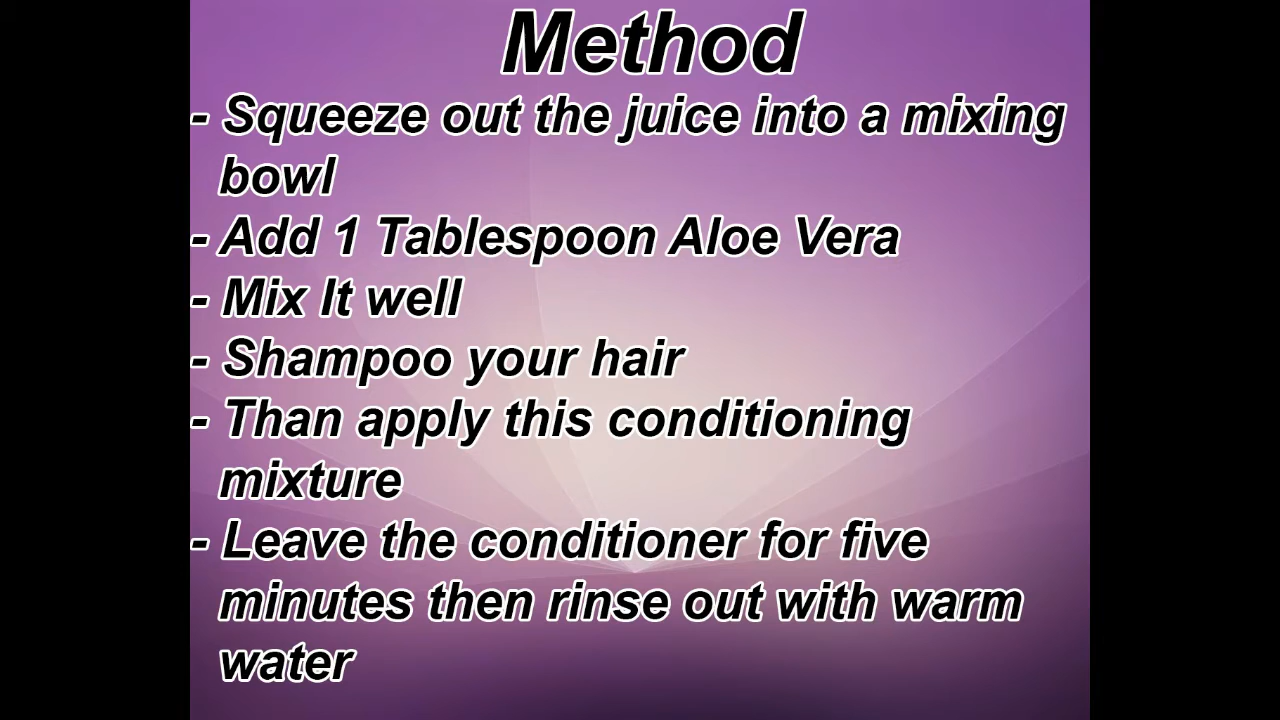 Method
- Squeeze out the juice into a mixing
bowl
- Add 1 Tablespoon Aloe Vera
- Mix It well
- Shampoo your hair
- Than apply this conditioning
mixture
- Leave the conditioner for five
minutes then rinse out with warm
water